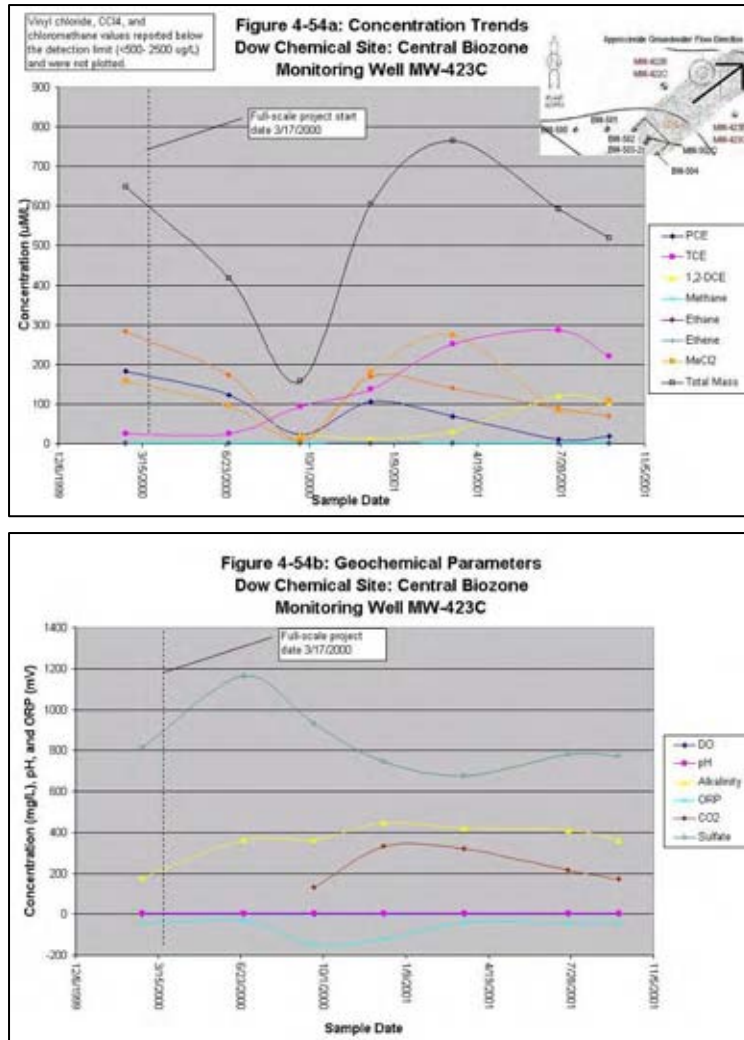 Vinyl chloride, CCl4, and
chloromethane values reported below
the detection limit (<500- 2500 ug/L)
and were not plotted.
Figure 4-54a: Concentration Trends
Dow Chemical Site: Central Biozone
Monitoring Well MW-423C
Approximate Groundwater Flow Direction
PLANT
NORTH
BW-501
BW-502
BW-504
Full-scale project start
date 3/17/2000
Concentration (uM/L)
900
800
700
600
500
400
300
200
100
0
12/6/1999
3/15/2000
6/23/2000
10/1/2000
1/9/2001
4/19/2001
7/28/2001
11/5/2001
Sample Date
PCE
TCE
1,2-DCE
Methane
Ethane
Ethene
MeCl2
Total Mass
Figure 4-54b: Geochemical Parameters
Dow Chemical Site: Central Biozone
Monitoring Well MW-423C
Full-scale project
date 3/17/2000
Concentration (mg/L), pH, and ORP (mV)
1400
1200
1000
800
600
400
200
0
-200
12/6/1999
3/15/2000
6/23/2000
10/1/2000
1/9/2001
4/19/2001
7/28/2001
11/5/2001
Sample Date
DO
pH
Alkalinity
ORP
CO2
Sulfate